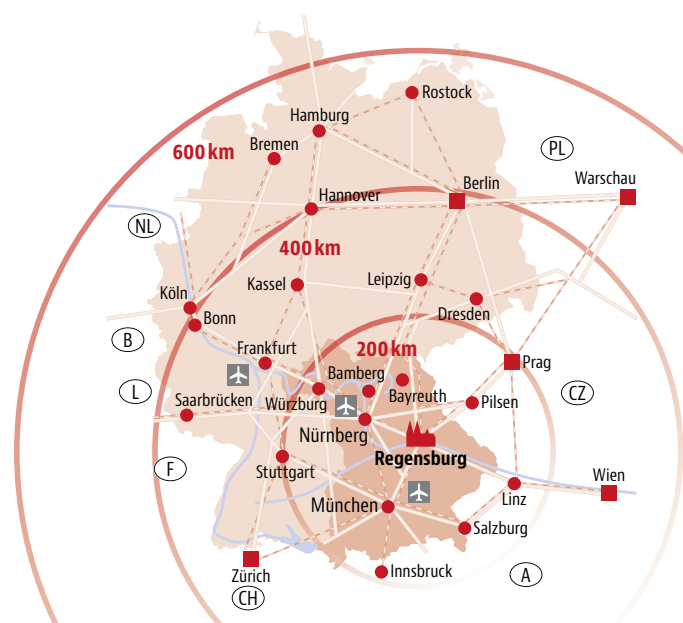 Rostock
Hamburg
Bremen
600 km
PL
Berlin
Warschau
Hannover
NL
400 km
Kassel
Leipzig
Köln
Bonn
Dresden
B
Frankfurt
200 km
Prag
Bamberg
L
Saarbrücken
Würzburg
Bayreuth
Pilsen
CZ
Nürnberg
Regensburg
F
Stuttgart
Wien
München
Linz
Salzburg
Zürich
Innsbruck
A
CH